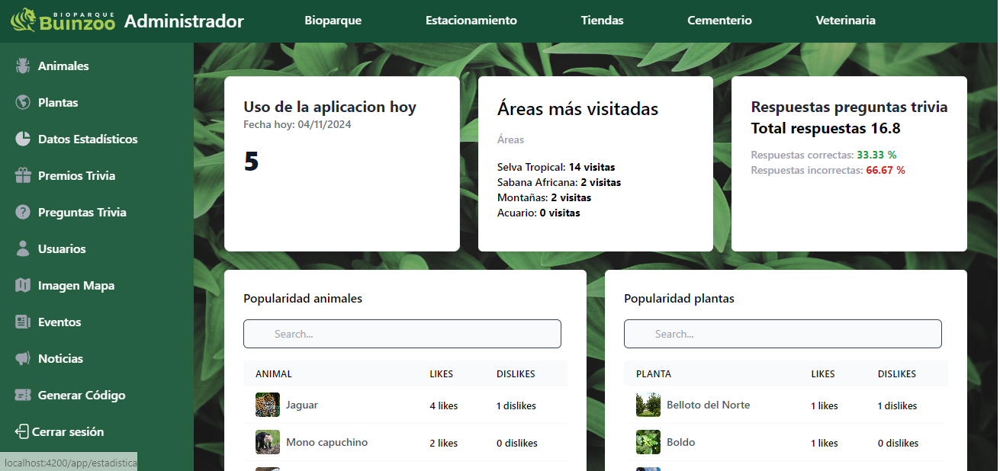 BIOPARQUE
Buinzoo
Administrador
Bioparque
Estacionamiento
Tiendas
Cementerio
Veterinaria
Animales
Plantas
Datos Estadísticos
Premios Trivia
Preguntas Trivia
Usuarios
Imagen Mapa
Eventos
Noticias
Generar Código
Cerrar sesión
localhost:4200/app/estadistica
Uso de la aplicacion hoy
Fecha hoy: 04/11/2024
5
Áreas más visitadas
Áreas
Selva Tropical: 14 visitas
Sabana Africana: 2 visitas
Montañas: 2 visitas
Acuario: 0 visitas
Respuestas preguntas trivia
Total respuestas 16.8
Respuestas correctas: 33.33 %
Respuestas incorrectas: 66.67 %
Popularidad animales
Search...
ANIMAL LIKES DISLIKES
Jaguar 4 likes 1 dislikes
Mono capuchino 2 likes 0 dislikes
Popularidad plantas
Search...
PLANTA LIKES DISLIKES
Belloto del Norte 1 likes 1 dislikes
Boldo 1 likes 0 dislikes